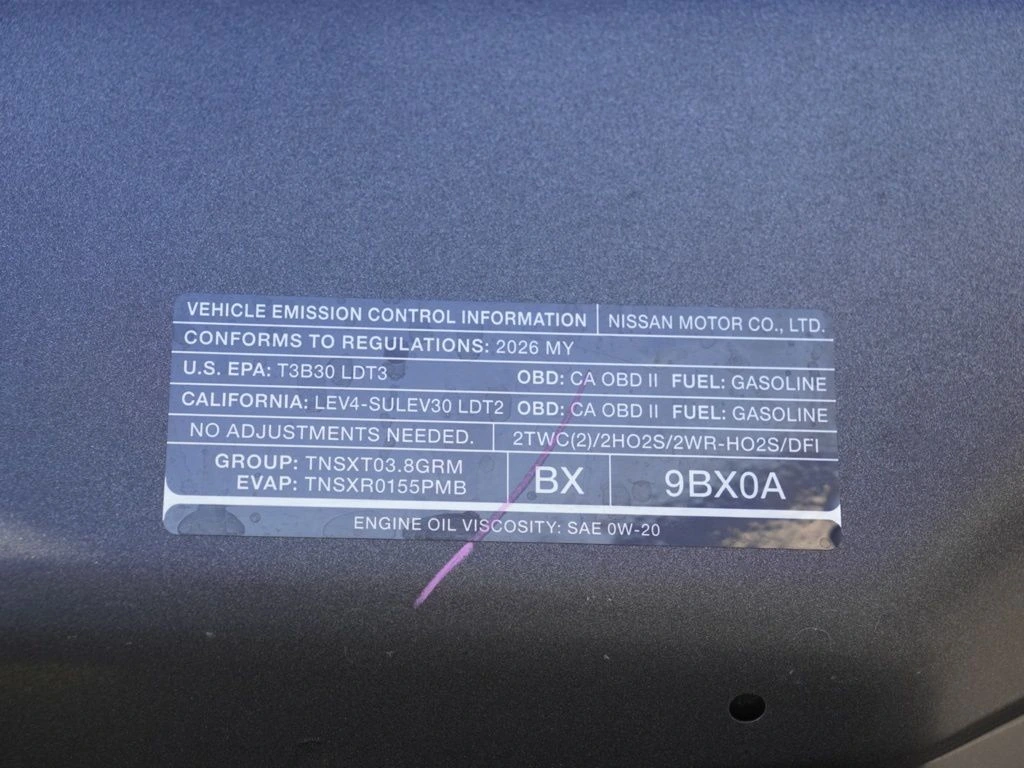 VEHICLE EMISSION CONTROL INFORMATION NISSAN MOTOR CO., LTD.
CONFORMS TO REGULATIONS: 2026 MY
U.S. EPA: T3B30 LDT3 OBD: CA OBD II FUEL: GASOLINE
CALIFORNIA: LEV4-SULEV30 LDT2 OBD: CA OBD II FUEL: GASOLINE
NO ADJUSTMENTS NEEDED. 2TWC(2)/2HO2S/2WR-HO2S/DFI
GROUP: TNSXT03.8GRM
EVAP: TNSXR0155PMB
BX 9BX0A
ENGINE OIL VISCOSITY: SAE 0W-20